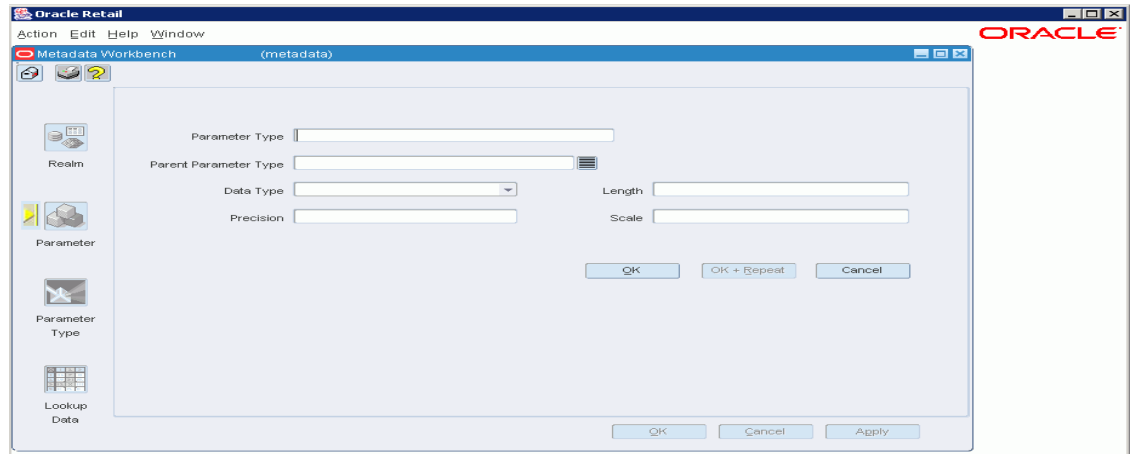 Oracle Retail
Action Edit Help Window
ORACLE
Metadata Workbench (metadata)
Realm
Parameter
Parameter
Type
Lookup
Data
Parameter Type
Parent Parameter Type
Data Type
Length
Precision
Scale
OK
OK + Repeat
Cancel
OK
Cancel
Apply